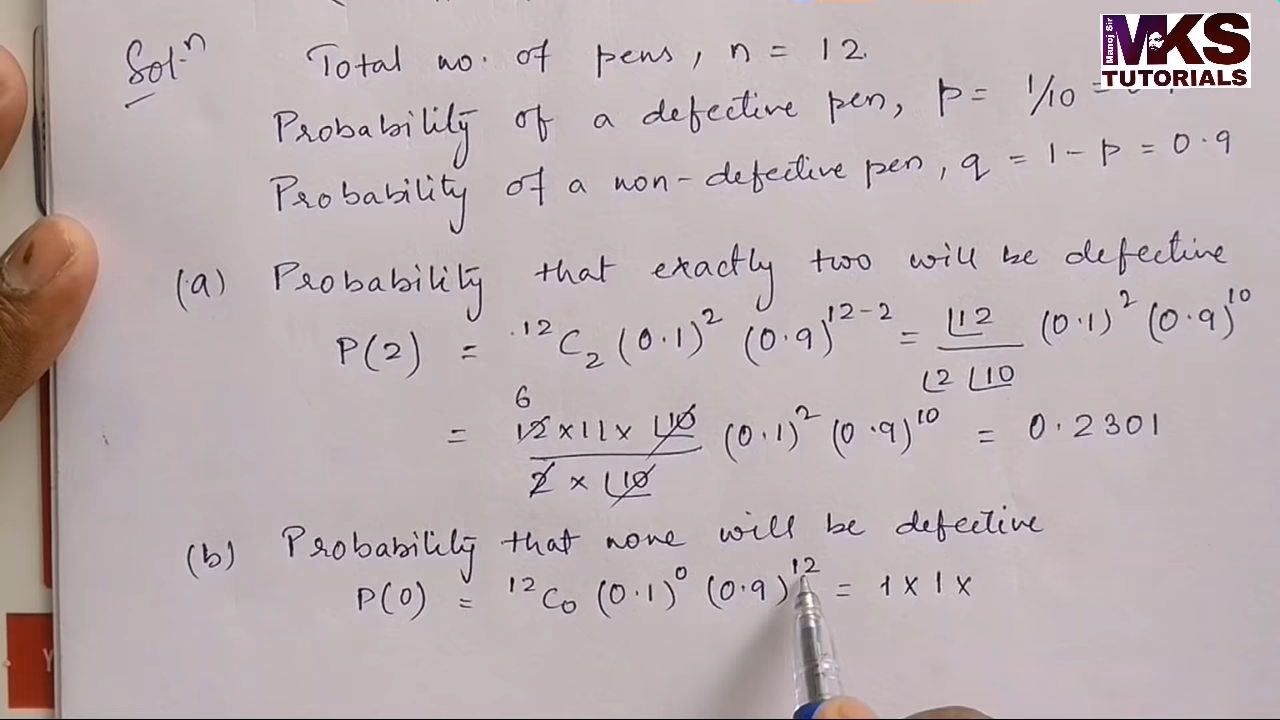 Manoj Sir
MKS
TUTORIALS
Solⁿ
Total no. of pens, n = 12.
Probability of a defective pen, p = 1/10 =
Probability of a non-defective pen, q = 1 - p = 0.9
(a) Probability that exactly two will be defective
P(2) = ¹²C₂ (0.1)² (0.9)¹²⁻² = ⌊12 / ⌊2 ⌊10 (0.1)² (0.9)¹⁰
6
= 12 × 11 × ⌊10 / 2 × ⌊10 (0.1)² (0.9)¹⁰ = 0.2301
(b) Probability that none will be defective
P(0) = ¹²C₀ (0.1)⁰ (0.9)¹² = 1 × 1 ×
Y